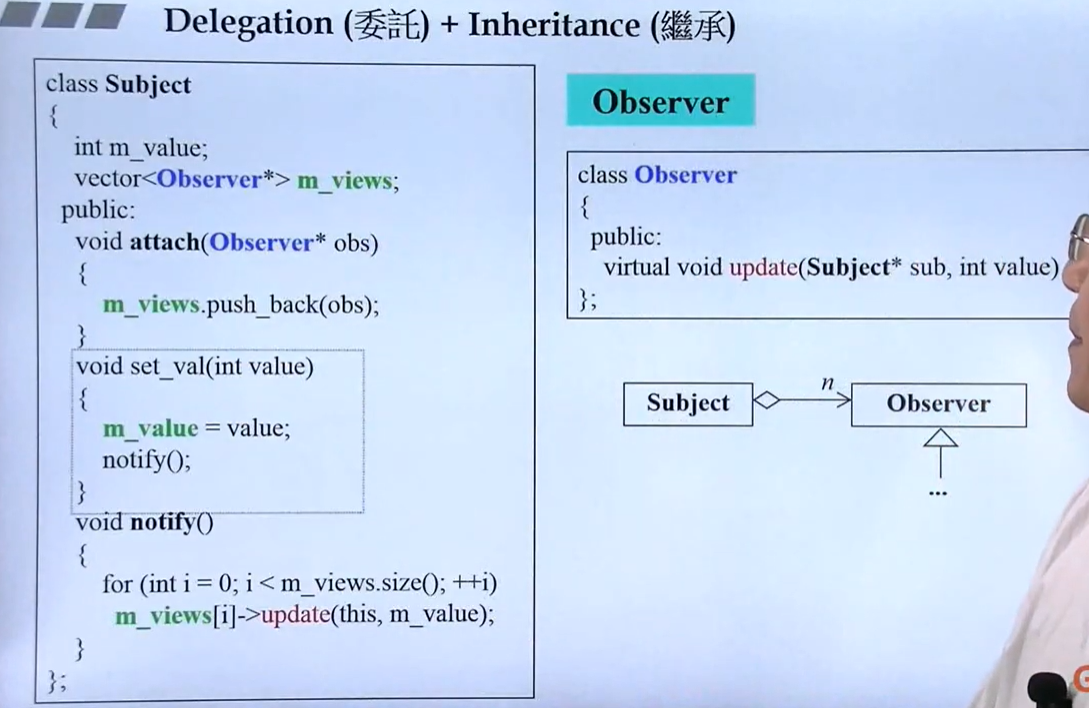 Delegation (委託) + Inheritance (繼承)
class Subject
{
int m_value;
vector<Observer*> m_views;
public:
void attach(Observer* obs)
{
m_views.push_back(obs);
}
void set_val(int value)
{
m_value = value;
notify();
}
void notify()
{
for (int i = 0; i < m_views.size(); ++i)
m_views[i]->update(this, m_value);
}
};
Observer
class Observer
{
public:
virtual void update(Subject* sub, int value)
};
Subject
n
Observer
...
G